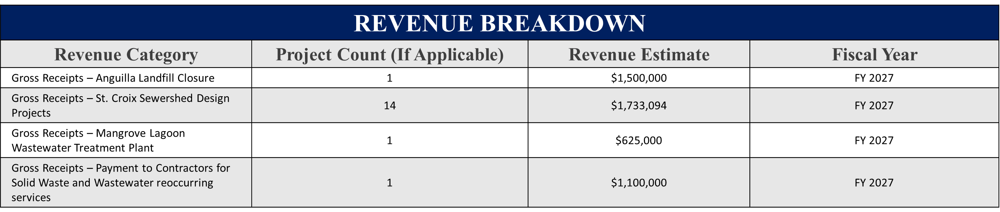 REVENUE BREAKDOWN
Revenue Category
Project Count (If Applicable)
Revenue Estimate
Fiscal Year
Gross Receipts – Anguilla Landfill Closure
1
$1,500,000
FY 2027
Gross Receipts – St. Croix Sewershed Design
Projects
14
$1,733,094
FY 2027
Gross Receipts – Mangrove Lagoon
Wastewater Treatment Plant
1
$625,000
FY 2027
Gross Receipts – Payment to Contractors for
Solid Waste and Wastewater reoccurring
services
1
$1,100,000
FY 2027